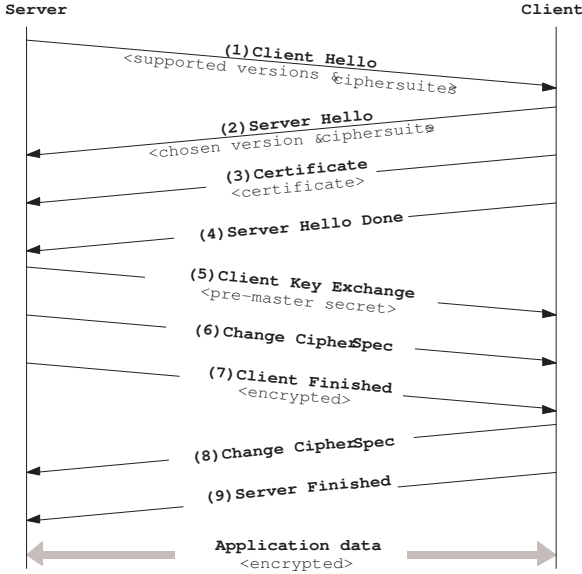 Server Client
(1)Client Hello
<supported versions & ciphersuites>
(2)Server Hello
<chosen version & ciphersuite>
(3)Certificate
<certificate>
(4)Server Hello Done
(5)Client Key Exchange
<pre-master secret>
(6)Change CipherSpec
(7)Client Finished
<encrypted>
(8)Change CipherSpec
(9)Server Finished
Application data
<encrypted>